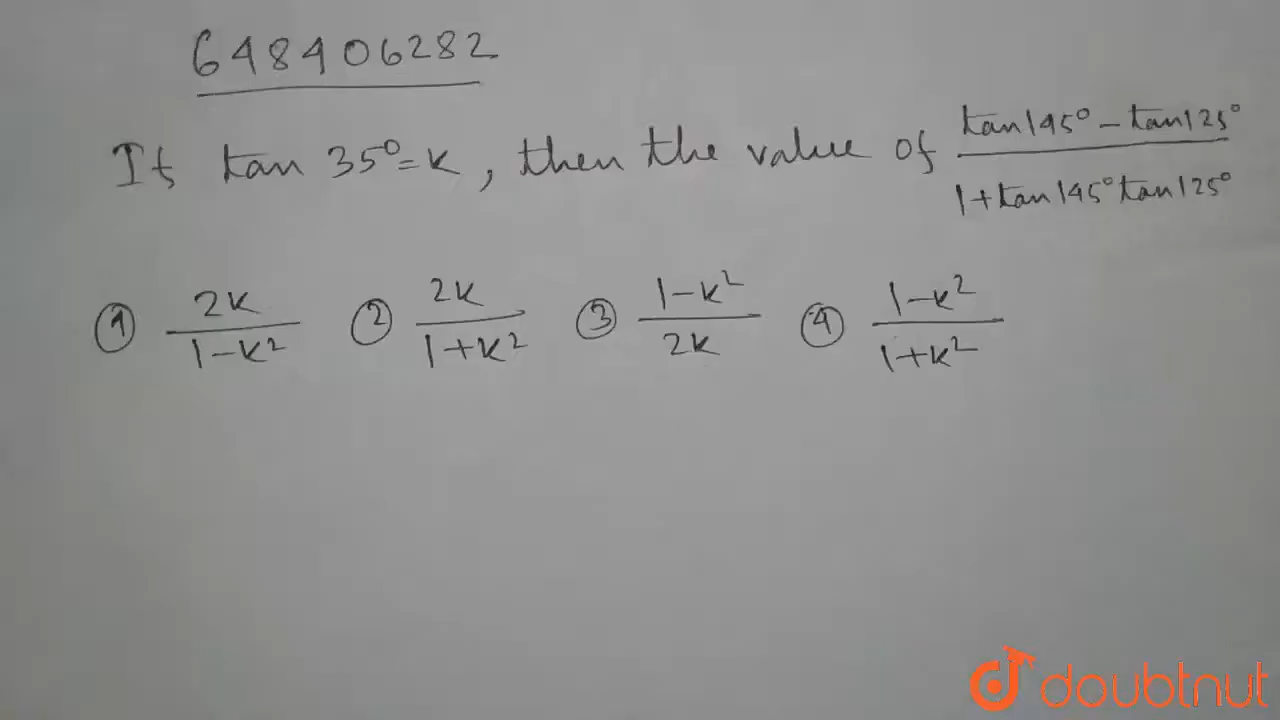 648406282
If tan 35° = k, then the value of tan145° - tan125° / 1 + tan145° tan125°
① 2k / 1-k² ② 2k / 1+k² ③ 1-k² / 2k ④ 1-k² / 1+k²
doubtnut